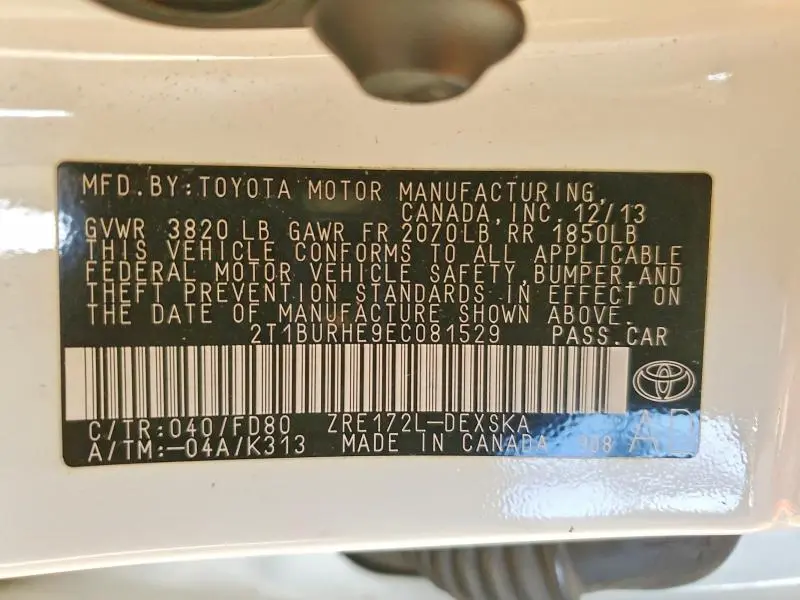 MFD.BY:TOYOTA MOTOR MANUFACTURING,
CANADA,INC. 12/13
GVWR 3820 LB GAWR FR 2070LB RR 1850LB
THIS VEHICLE CONFORMS TO ALL APPLICABLE
FEDERAL MOTOR VEHICLE SAFETY,BUMPER AND
THEFT PREVENTION STANDARDS IN EFFECT ON
THE DATE OF MANUFACTURE SHOWN ABOVE.
2T1BURHE9EC081529 PASS.CAR
C/TR:040/FD80 ZRE172L-DEXSKA
A/TM:-04A/K313 MADE IN CANADA 908 AD